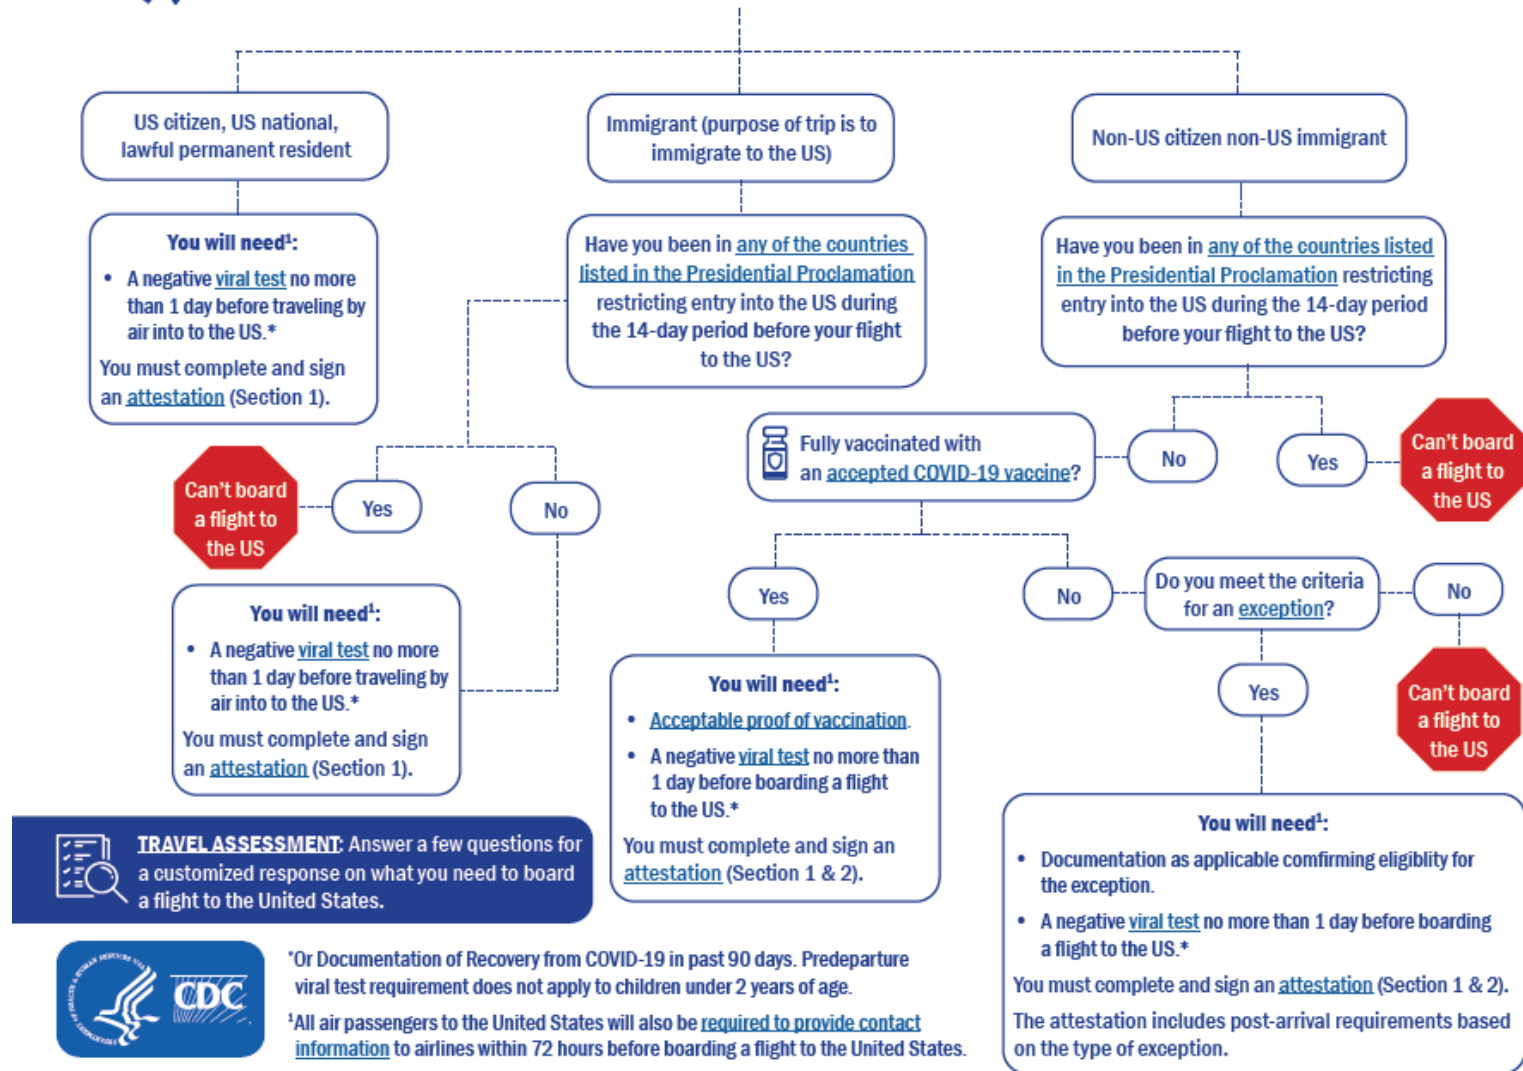 US citizen, US national,
lawful permanent resident
You will need¹:
• A negative viral test no more
than 1 day before traveling by
air into to the US.*
You must complete and sign
an attestation (Section 1).
Immigrant (purpose of trip is to
immigrate to the US)
Have you been in any of the countries
listed in the Presidential Proclamation
restricting entry into the US during
the 14-day period before your flight
to the US?
Yes
Can't board
a flight to
the US
No
You will need¹:
• A negative viral test no more
than 1 day before traveling by
air into to the US.*
You must complete and sign
an attestation (Section 1).
Non-US citizen non-US immigrant
Have you been in any of the countries listed
in the Presidential Proclamation restricting
entry into the US during the 14-day period
before your flight to the US?
Yes
Can't board
a flight to
the US
No
Fully vaccinated with
an accepted COVID-19 vaccine?
Yes
You will need¹:
• Acceptable proof of vaccination.
• A negative viral test no more than
1 day before boarding a flight
to the US.*
You must complete and sign an
attestation (Section 1 & 2).
No
Do you meet the criteria
for an exception?
No
Can't board
a flight to
the US
Yes
You will need¹:
• Documentation as applicable comfirming eligiblity for
the exception.
• A negative viral test no more than 1 day before boarding
a flight to the US.*
You must complete and sign an attestation (Section 1 & 2).
The attestation includes post-arrival requirements based
on the type of exception.
TRAVEL ASSESSMENT: Answer a few questions for
a customized response on what you need to board
a flight to the United States.
CDC
*Or Documentation of Recovery from COVID-19 in past 90 days. Predeparture
viral test requirement does not apply to children under 2 years of age.
¹All air passengers to the United States will also be required to provide contact
information to airlines within 72 hours before boarding a flight to the United States.